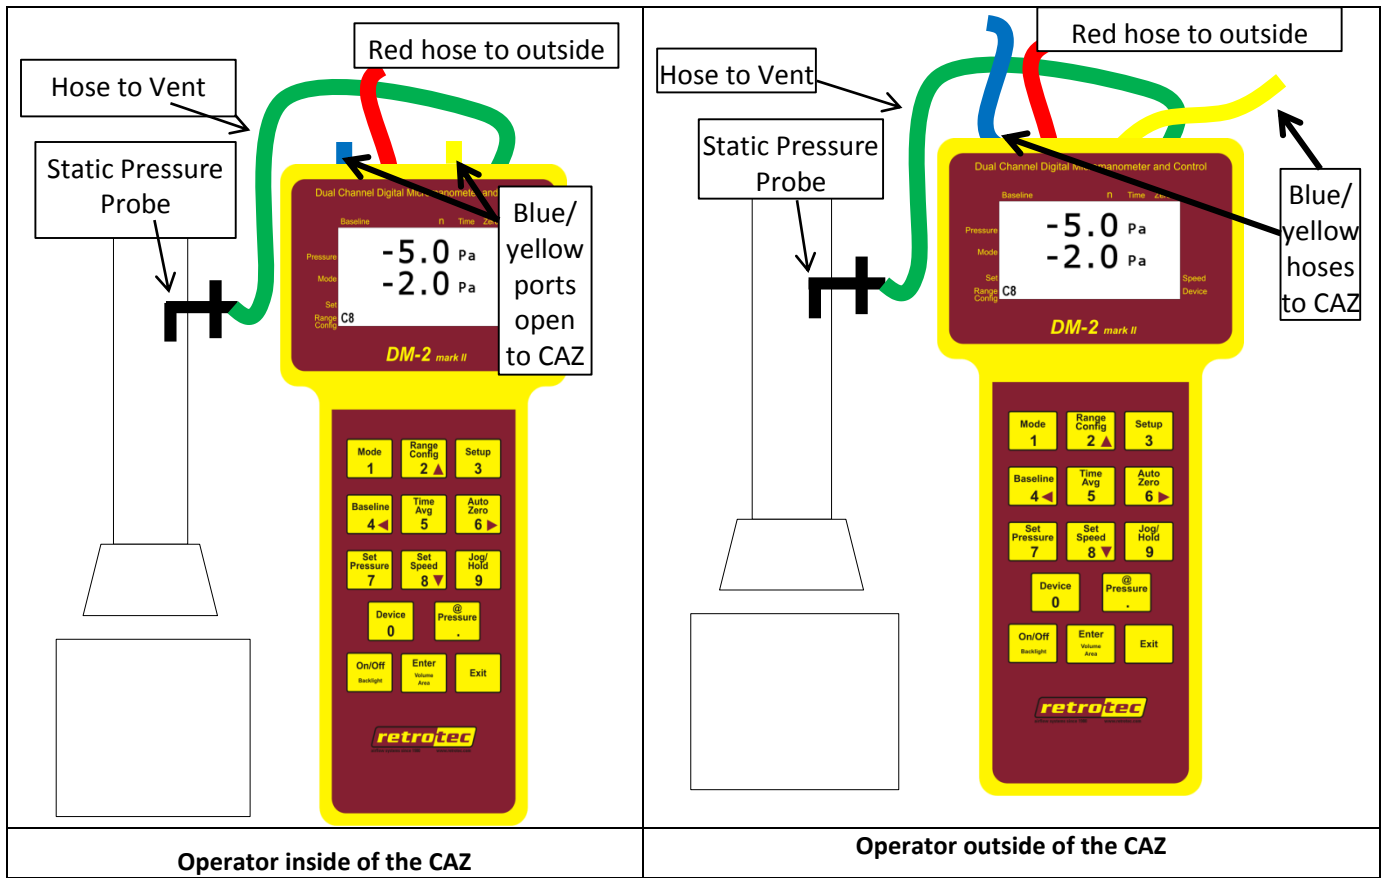 Red hose to outside
Hose to Vent
Static Pressure
Probe
Dual Channel Digital Micromanometer and
Baseline n Time Zero
Pressure
-5.0 Pa
Mode
-2.0 Pa
Set
Range
Config
C8
DM-2 mark II
Blue/
yellow
ports
open
to CAZ
Mode
1
Range
Config
2
Setup
3
Baseline
4
Time
Avg
5
Auto
Zero
6
Set
Pressure
7
Set
Speed
8
Jog/
Hold
9
Device
0
@
Pressure
.
On/Off
Backlight
Enter
Volume
Area
Exit
retrotec
Operator inside of the CAZ
Red hose to outside
Hose to Vent
Static Pressure
Probe
Dual Channel Digital Micromanometer and Control
Baseline n Time Zero
Pressure
-5.0 Pa
Mode
-2.0 Pa
Set
Speed
Range
Config
Device
C8
DM-2 mark II
Blue/
yellow
hoses
to CAZ
Mode
1
Range
Config
2
Setup
3
Baseline
4
Time
Avg
5
Auto
Zero
6
Set
Pressure
7
Set
Speed
8
Jog/
Hold
9
Device
0
@
Pressure
.
On/Off
Backlight
Enter
Volume
Area
Exit
retrotec
Operator outside of the CAZ